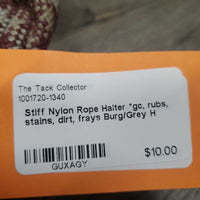 The Tack Collector
10D1720-1340
Stiff Nylon Rope Halter *gc, rubs,
stains, dirt, frays Burg/Grey H
$10.00
GUXAGY